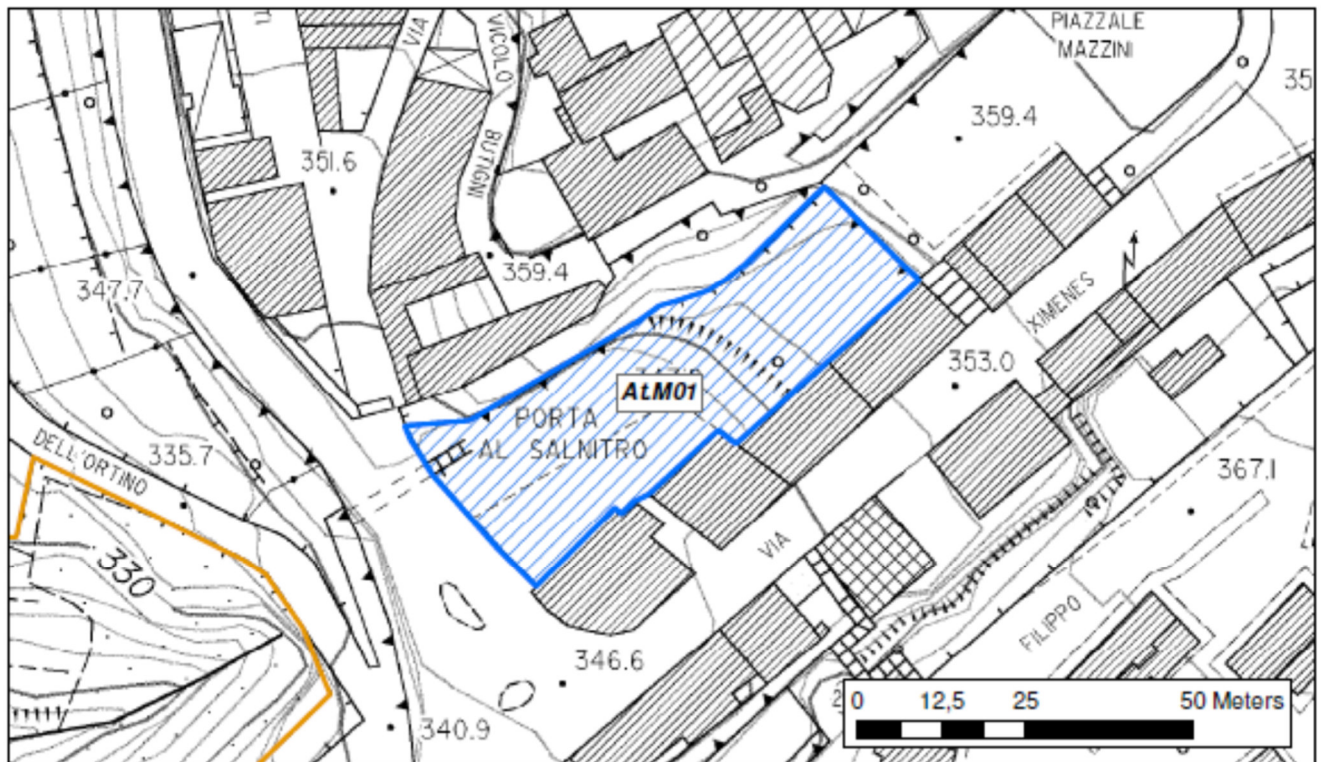 PIAZZALE
MAZZINI
VIA
VICOLO
BUTIGNI
35
359.4
351.6
359.4
347.7
XIMENES
353.0
At.M01
PORTA
AL SALNITRO
DELL'ORTINO
335.7
367.1
VIA
330
FILIPPO
346.6
340.9
0 12,5 25 50 Meters